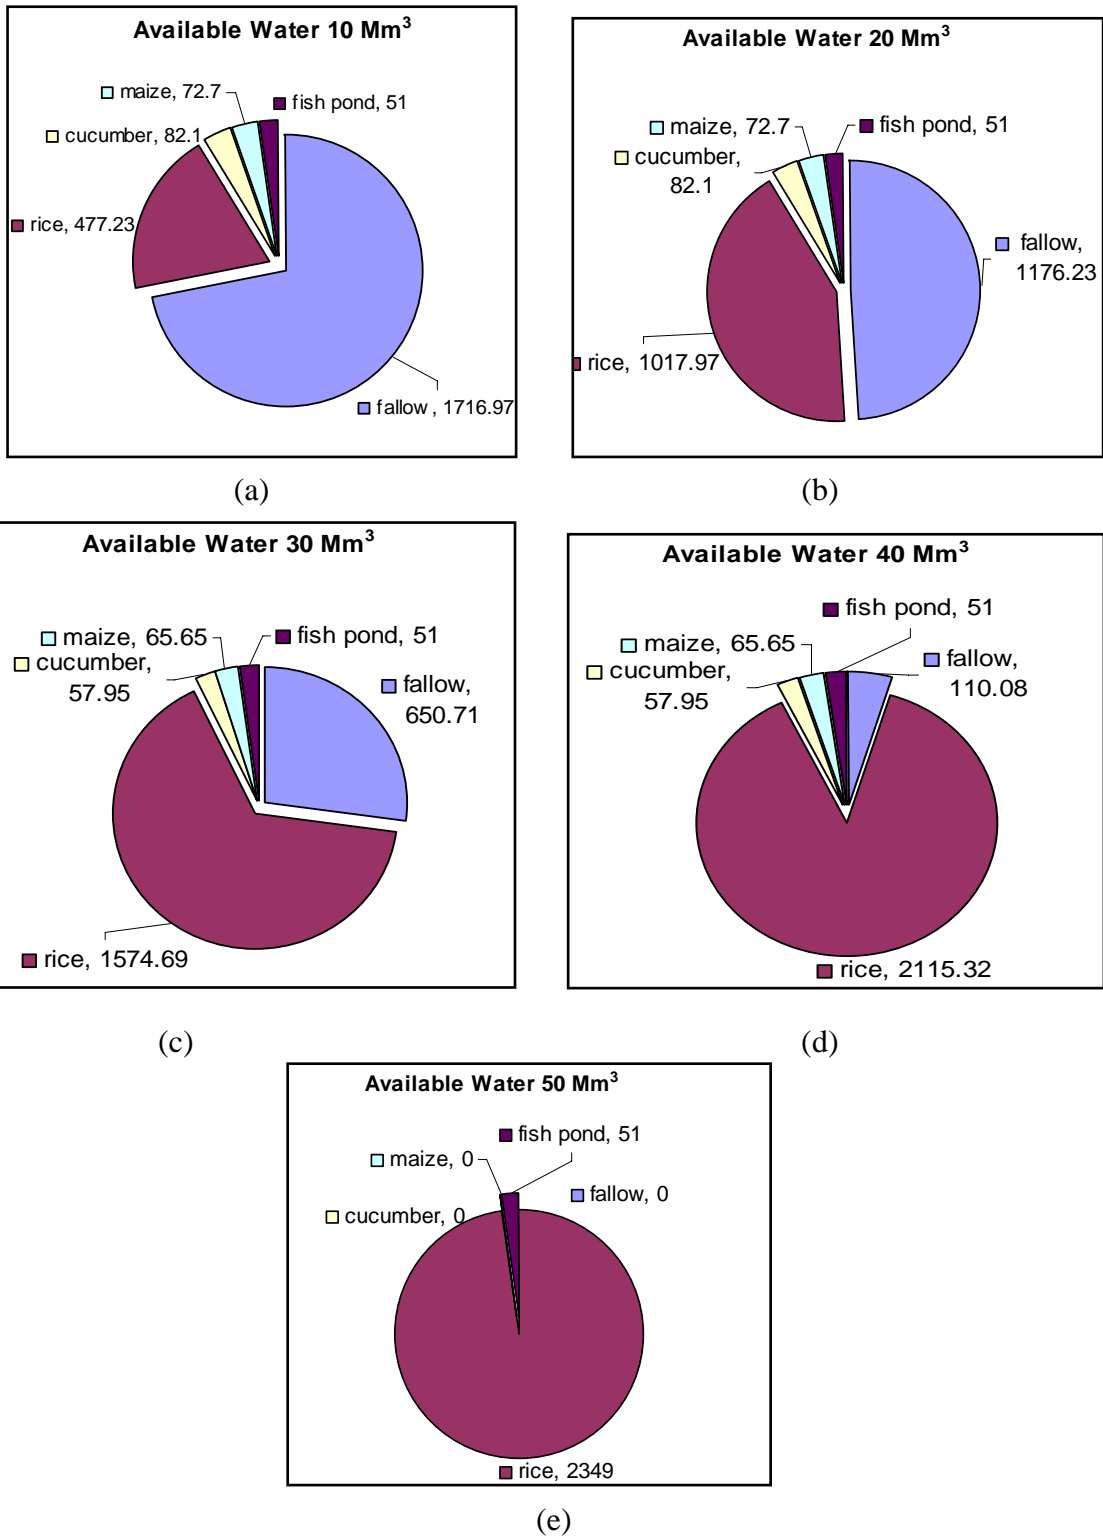 Available Water 10 Mm³
maize, 72.7
fish pond, 51
cucumber, 82.1
rice, 477.23
fallow , 1716.97
(a)
Available Water 20 Mm³
maize, 72.7
fish pond, 51
cucumber,
82.1
fallow,
1176.23
rice, 1017.97
(b)
Available Water 30 Mm³
maize, 65.65
fish pond, 51
cucumber,
57.95
fallow,
650.71
rice, 1574.69
(c)
Available Water 40 Mm³
fish pond, 51
maize, 65.65
cucumber,
57.95
fallow,
110.08
rice, 2115.32
(d)
Available Water 50 Mm³
fish pond, 51
maize, 0
fallow, 0
cucumber, 0
rice, 2349
(e)